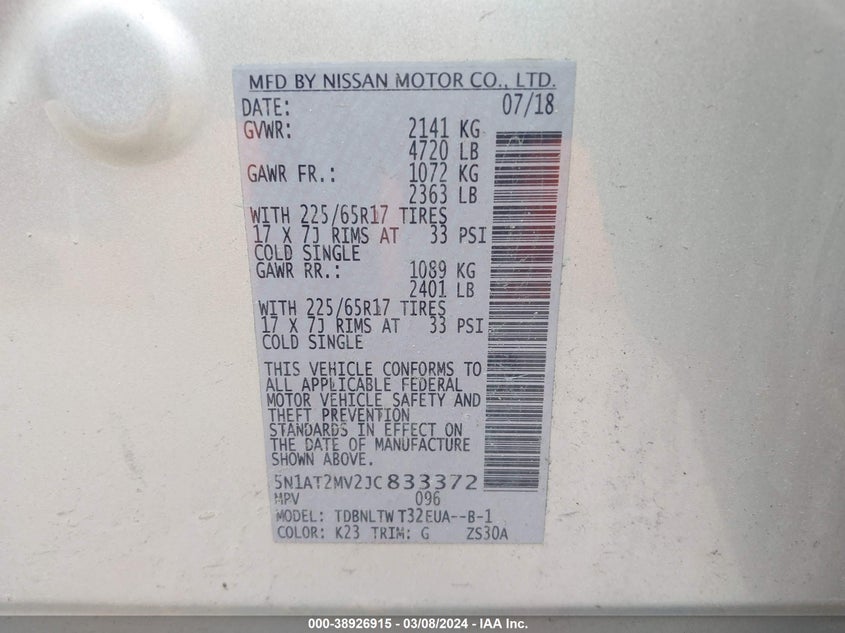 MFD BY NISSAN MOTOR CO., LTD.
DATE: 07/18
GVWR: 2141 KG
4720 LB
GAWR FR.: 1072 KG
2363 LB
WITH 225/65R17 TIRES
17 X 7J RIMS AT 33 PSI
COLD SINGLE
GAWR RR.: 1089 KG
2401 LB
WITH 225/65R17 TIRES
17 X 7J RIMS AT 33 PSI
COLD SINGLE
THIS VEHICLE CONFORMS TO
ALL APPLICABLE FEDERAL
MOTOR VEHICLE SAFETY AND
THEFT PREVENTION
STANDARDS IN EFFECT ON
THE DATE OF MANUFACTURE
SHOWN ABOVE.
5N1AT2MV2JC833372
MPV 096
MODEL: TDBNLTW T32EUA--B-1
COLOR: K23 TRIM: G ZS30A
000-38926915 - 03/08/2024 - IAA Inc.